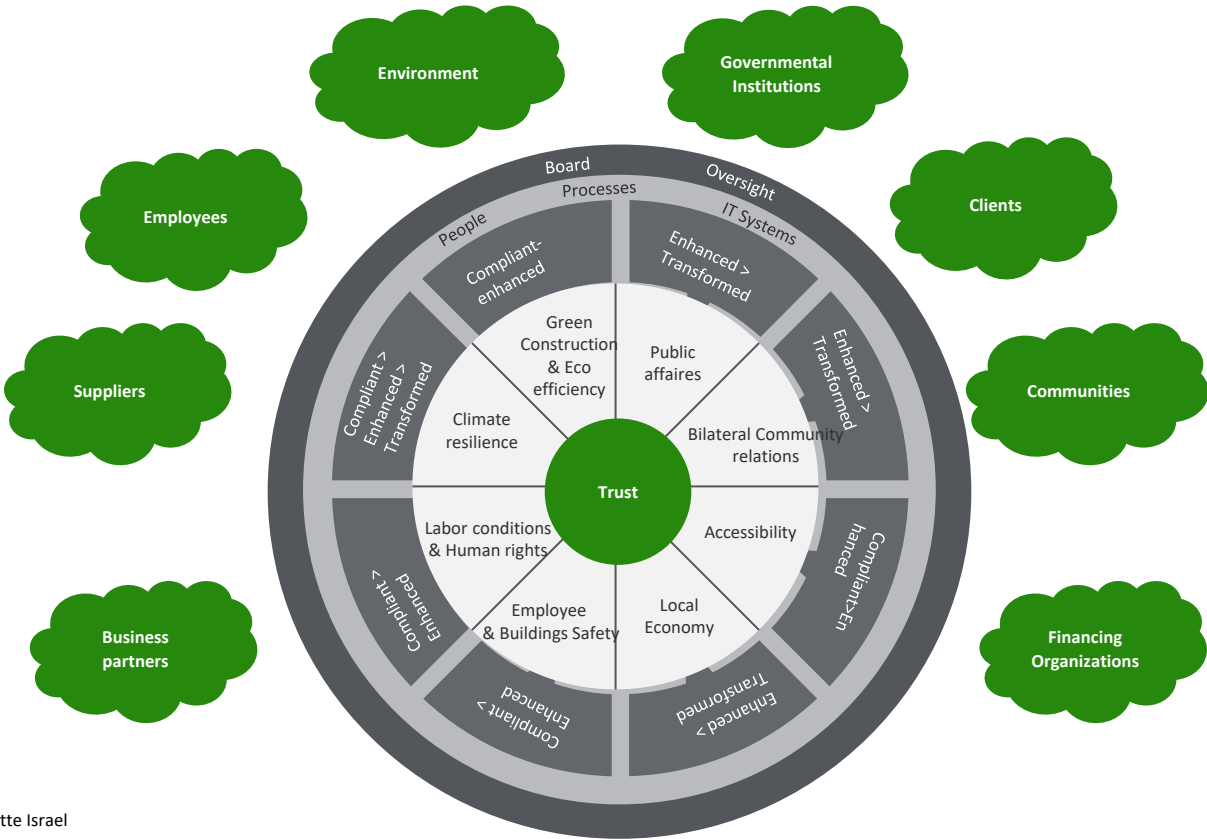 Environment
Governmental
Institutions
Employees
Clients
Suppliers
Communities
Business
partners
Financing
Organizations
Board
Oversight
People
Processes
IT Systems
Compliant-
enhanced
Enhanced >
Transformed
Enhanced >
Transformed
Compliant>En
hanced
Enhanced >
Transformed
Compliant >
Enhanced
Compliant >
Enhanced
Compliant >
Enhanced >
Transformed
Green
Construction
& Eco
efficiency
Public
affaires
Bilateral Community
relations
Accessibility
Local
Economy
Employee
& Buildings Safety
Labor conditions
& Human rights
Climate
resilience
Trust
tte Israel